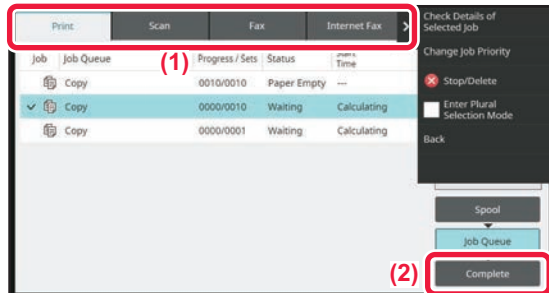 Print Scan Fax Internet Fax
(1)
Job Job Queue Progress / Sets Status Start Time
Copy 0010/0010 Paper Empty ---
Copy 0000/0010 Waiting Calculating
Copy 0000/0001 Waiting Calculating
Check Details of
Selected Job
Change Job Priority
Stop/Delete
Enter Plural
Selection Mode
Back
Spool
Job Queue
(2)
Complete